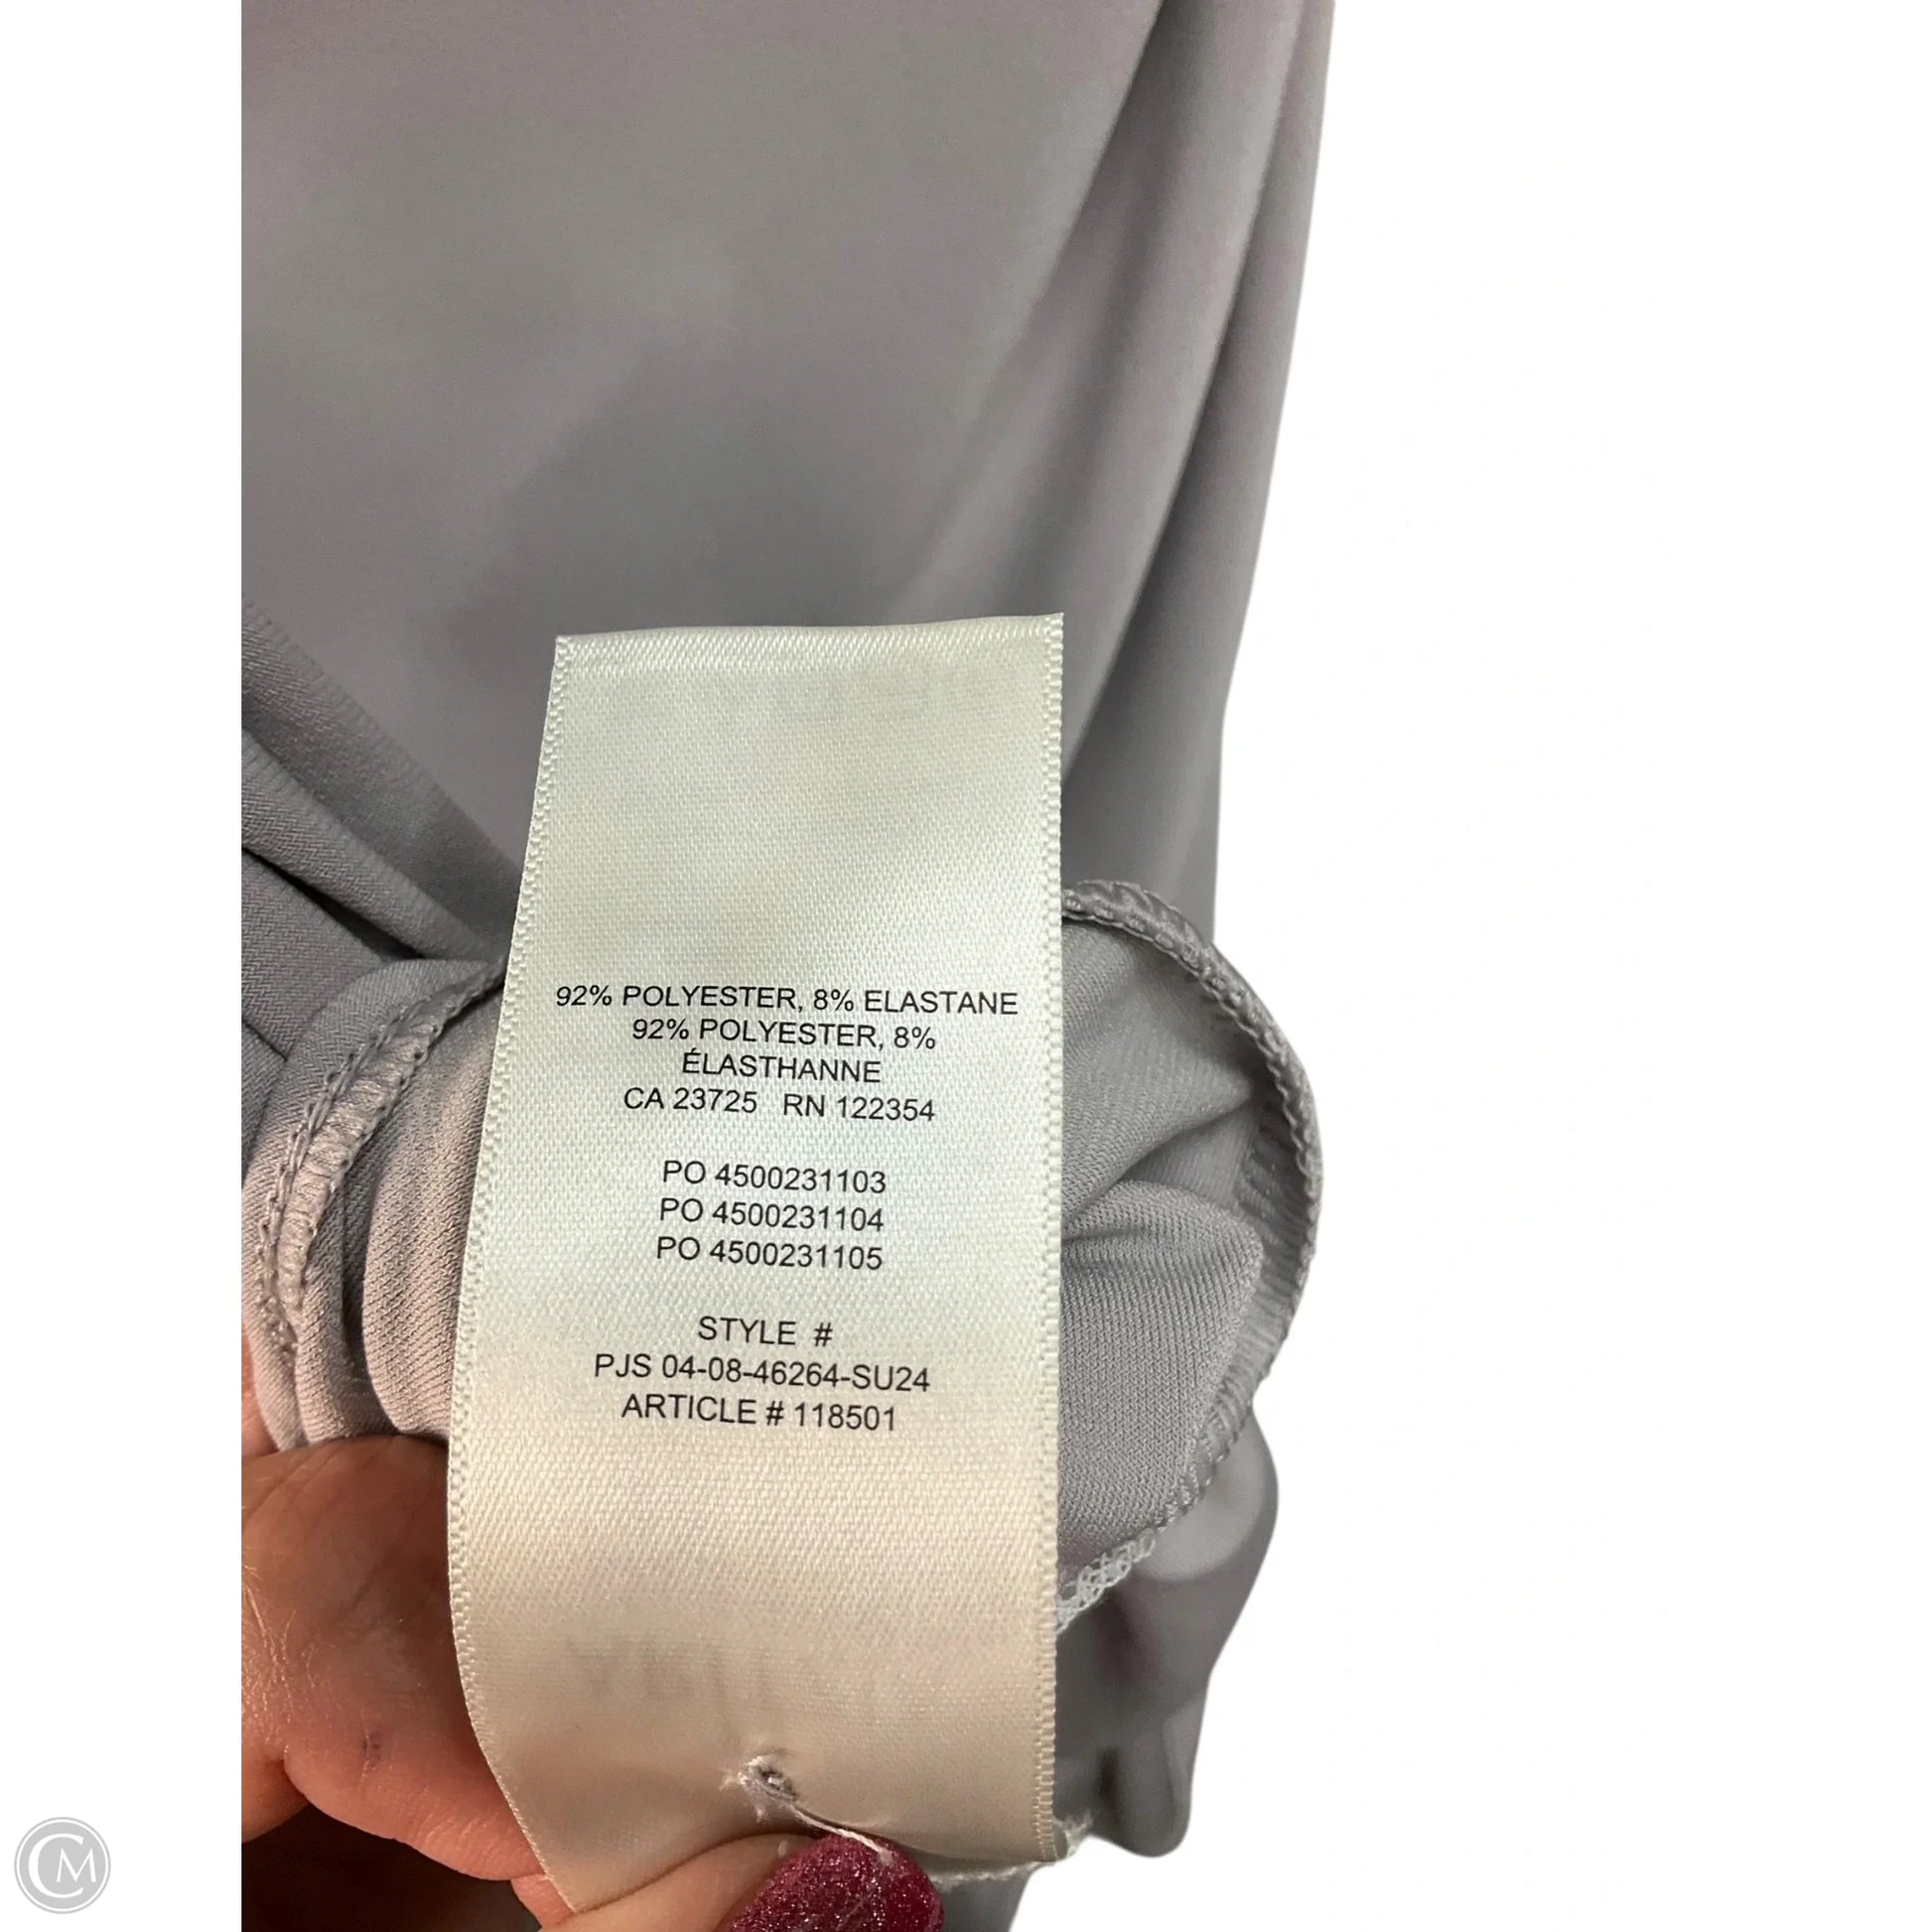 92% POLYESTER, 8% ELASTANE
92% POLYESTER, 8%
ÉLASTHANNE
CA 23725 RN 122354
PO 4500231103
PO 4500231104
PO 4500231105
STYLE #
PJS 04-08-46264-SU24
ARTICLE # 118501
CM